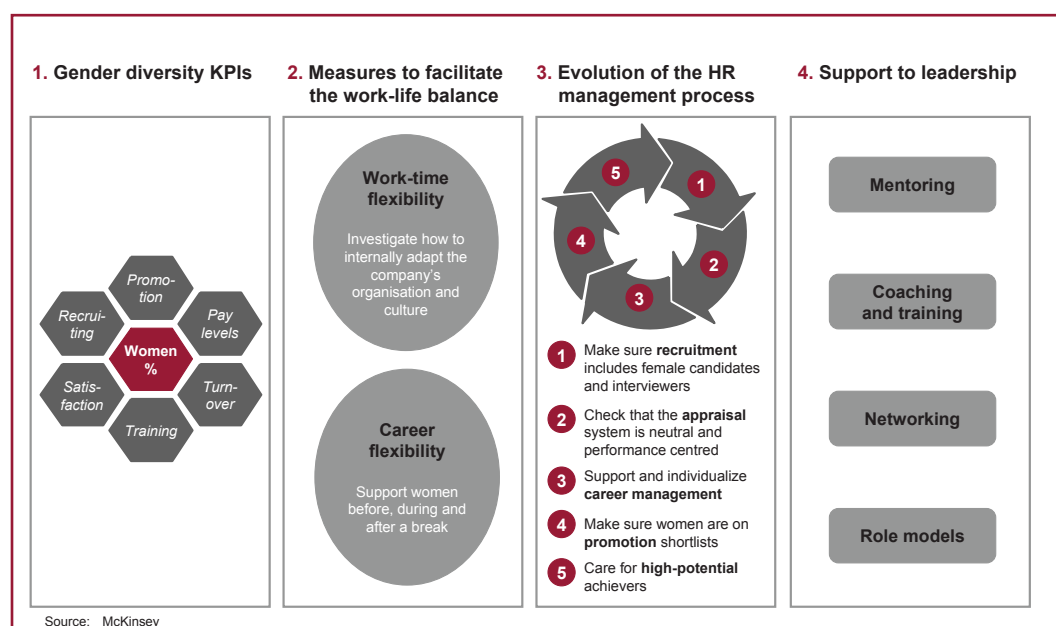 1. Gender diversity KPIs
Promo-
tion
Recrui-
ting
Pay
levels
Women
%
Satis-
faction
Turn-
over
Training
2. Measures to facilitate
the work-life balance
Work-time
flexibility
Investigate how to
internally adapt the
company's
organisation and
culture
Career
flexibility
Support women
before, during and
after a break
3. Evolution of the HR
management process
5
1
4
2
3
1 Make sure recruitment
includes female candidates
and interviewers
2 Check that the appraisal
system is neutral and
performance centred
3 Support and individualize
career management
4 Make sure women are on
promotion shortlists
5 Care for high-potential
achievers
4. Support to leadership
Mentoring
Coaching
and training
Networking
Role models
Source: McKinsey